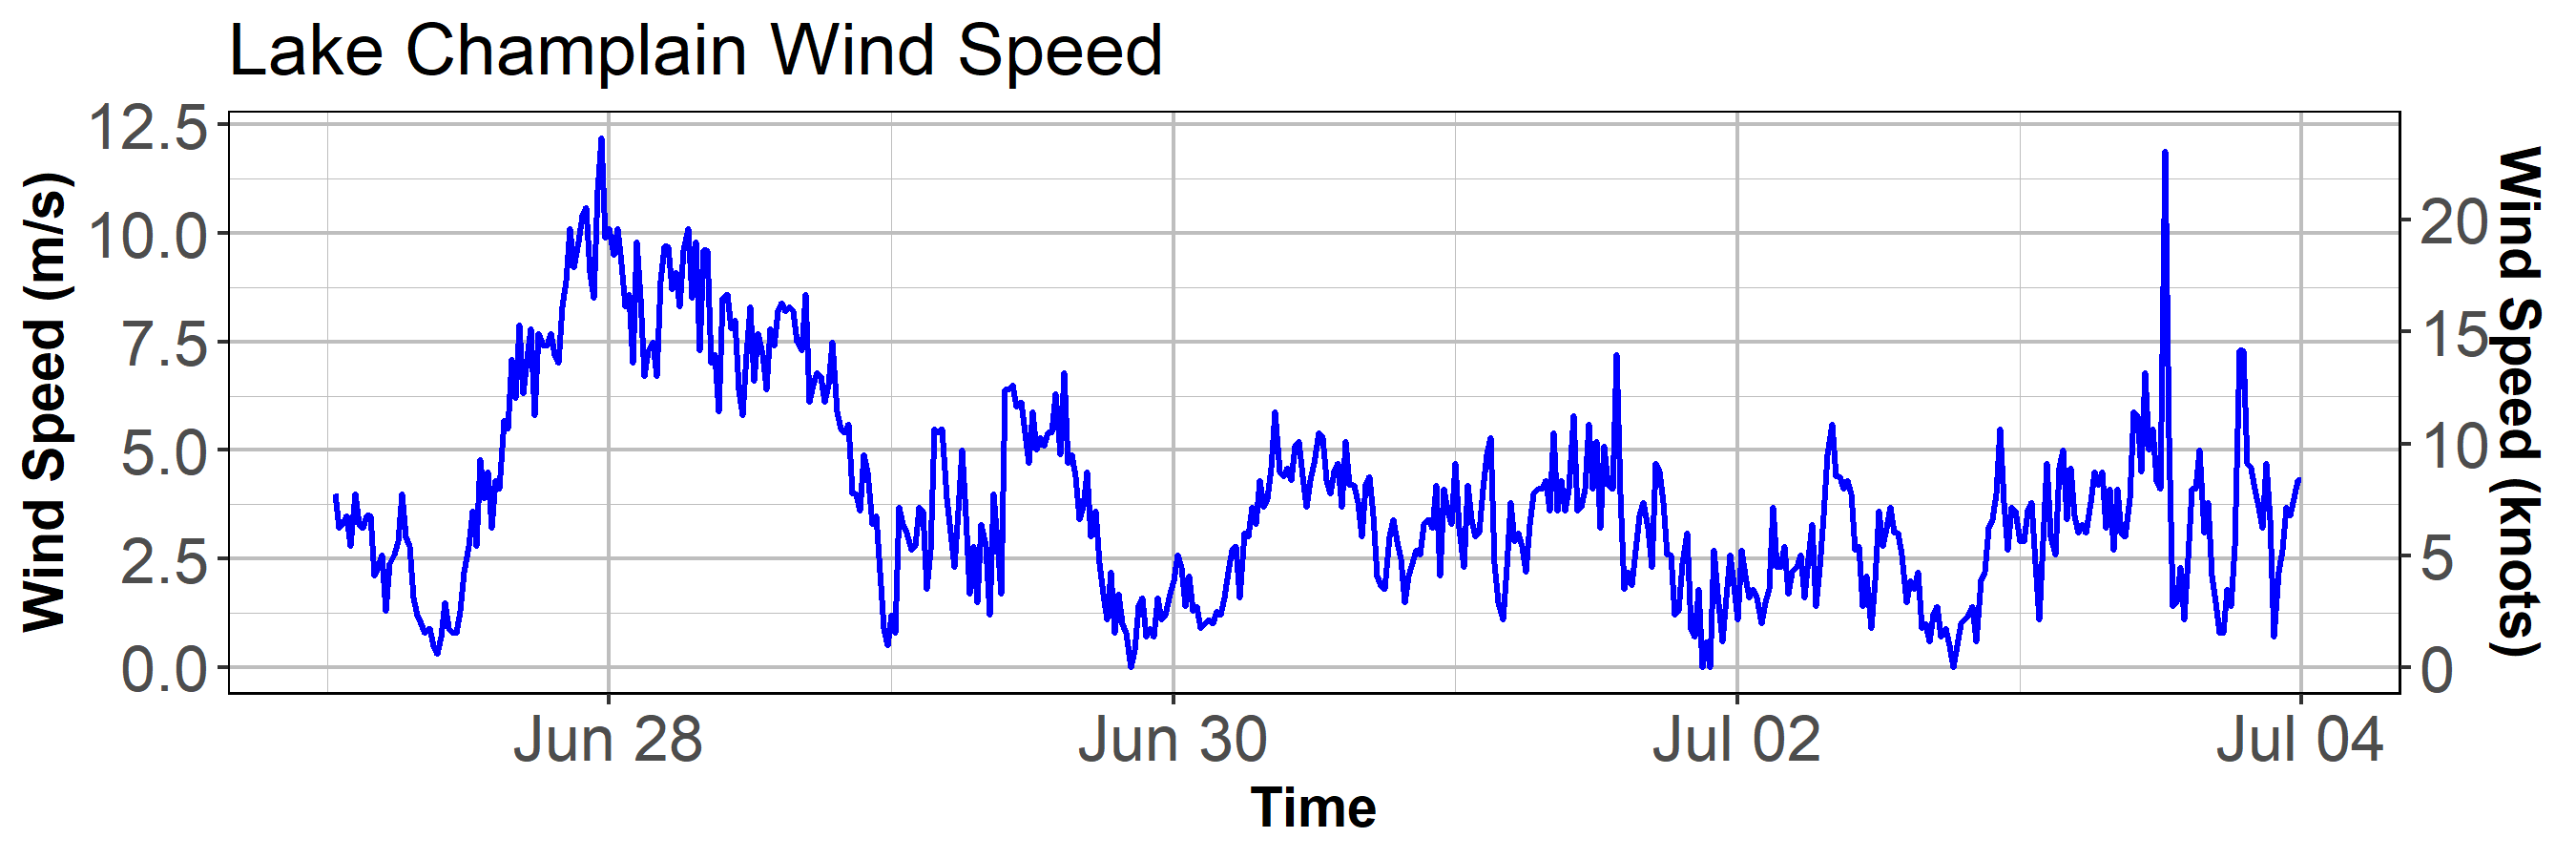 Lake Champlain Wind Speed
12.5
10.0
7.5
5.0
2.5
0.0
Wind Speed (m/s)
20
15
10
5
0
Wind Speed (knots)
Jun 28 Jun 30 Jul 02 Jul 04
Time